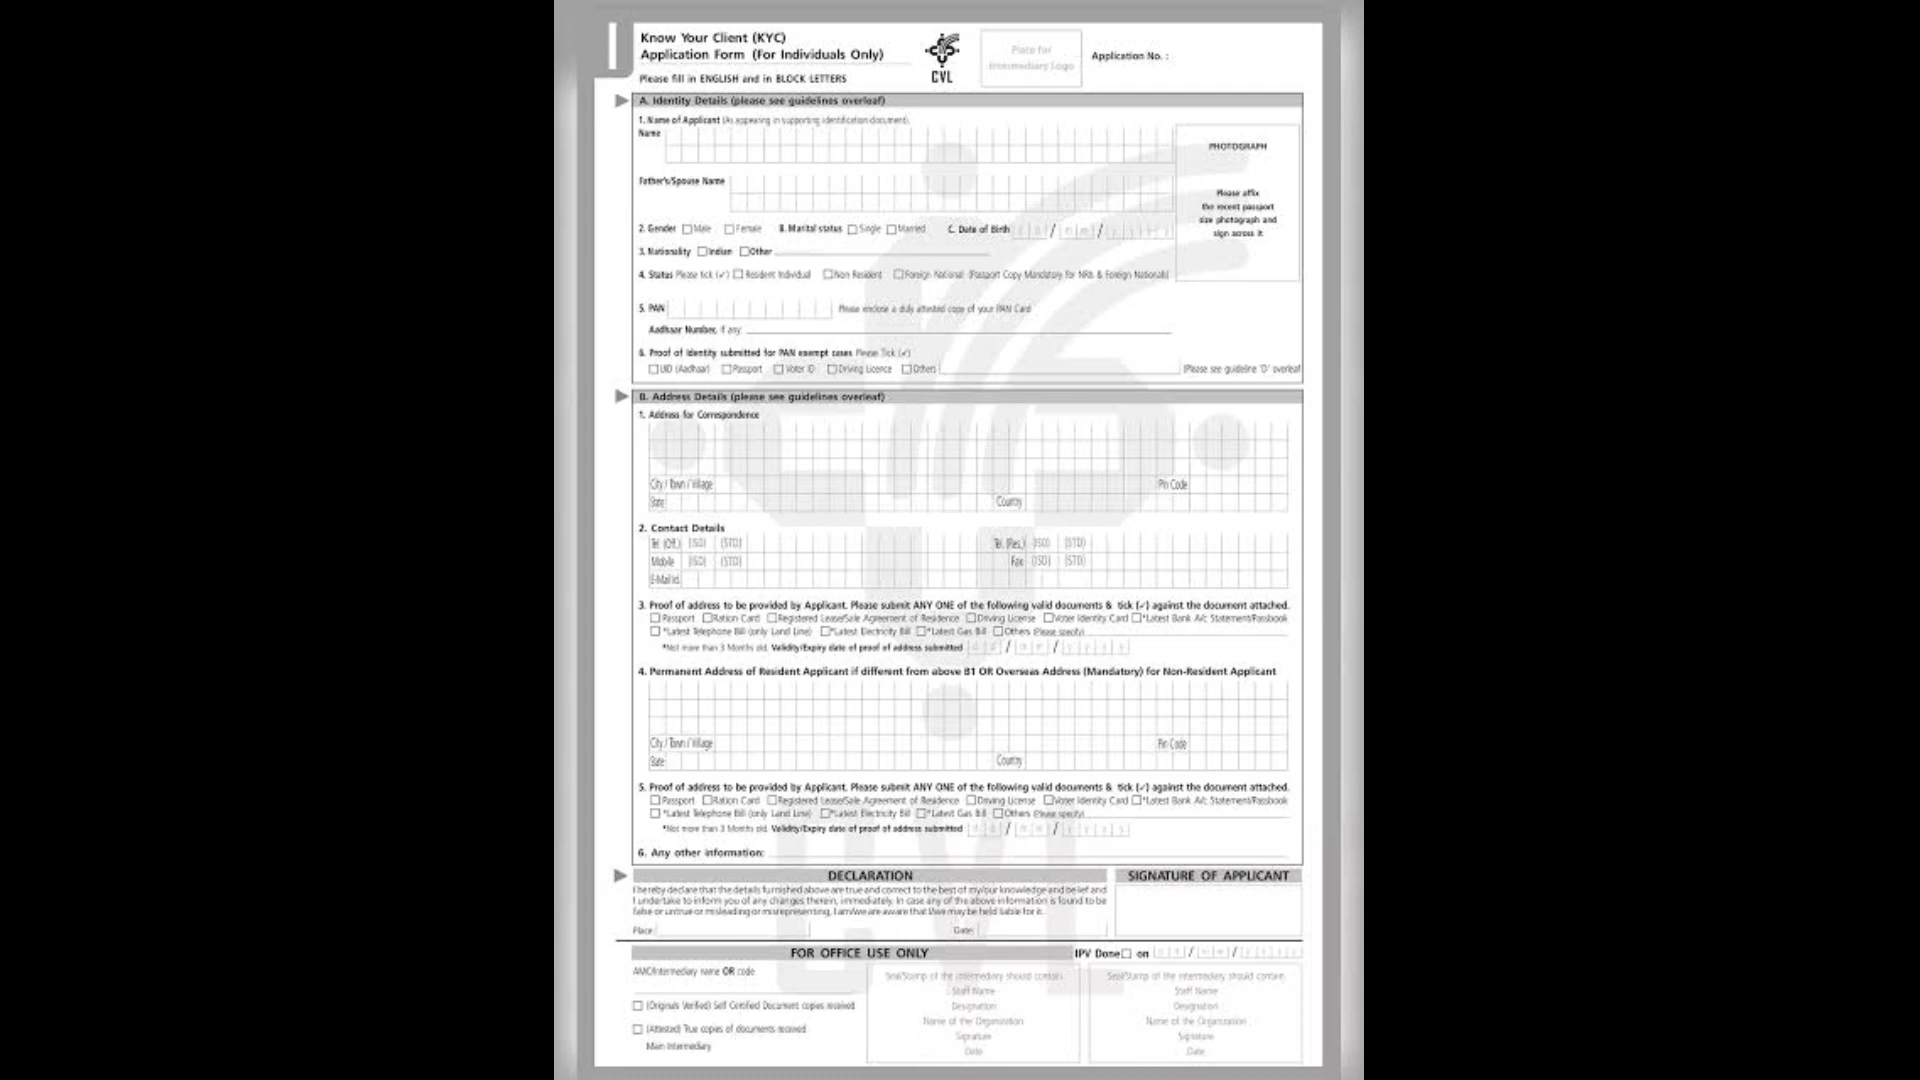 Know Your Client (KYC)
Application Form (For Individuals Only)
Please fill in ENGLISH and in BLOCK LETTERS
CVL
Place for
Intermediary Logo
Application No. :
A. Identity Details (please see guidelines overleaf)
1. Name of Applicant (As appearing in supporting identification document).
Name
Father's/Spouse Name
PHOTOGRAPH
Please affix
the recent passport
size photograph and
sign across it
2. Gender Male Female B. Marital status Single Married C. Date of Birth / /
3. Nationality Indian Other
4. Status Please tick (✓) Resident Individual Non Resident Foreign National (Passport Copy Mandatory for NRIs & Foreign Nationals)
5. PAN Please enclose a duly attested copy of your PAN Card
Aadhaar Number, if any:
6. Proof of Identity submitted for PAN exempt cases Please Tick (✓)
UID (Aadhaar) Passport Voter ID Driving Licence Others (Please see guideline 'D' overleaf
B. Address Details (please see guidelines overleaf)
1. Address for Correspondence
City / Town / Village Pin Code
State Country
2. Contact Details
Tel. (Off.) (ISD) (STD) Tel. (Res.) (ISD) (STD)
Mobile (ISD) (STD) Fax (ISD) (STD)
E-Mail Id.
3. Proof of address to be provided by Applicant. Please submit ANY ONE of the following valid documents & tick (✓) against the document attached.
Passport Ration Card Registered Lease/Sale Agreement of Residence Driving License Voter Identity Card *Latest Bank A/c Statement/Passbook
*Latest Telephone Bill (only Land Line) *Latest Electricity Bill *Latest Gas Bill Others (Please specify)
*Not more than 3 Months old. Validity/Expiry date of proof of address submitted / /
4. Permanent Address of Resident Applicant if different from above B1 OR Overseas Address (Mandatory) for Non-Resident Applicant
City / Town / Village Pin Code
State Country
5. Proof of address to be provided by Applicant. Please submit ANY ONE of the following valid documents & tick (✓) against the document attached.
Passport Ration Card Registered Lease/Sale Agreement of Residence Driving License Voter Identity Card *Latest Bank A/c Statement/Passbook
*Latest Telephone Bill (only Land Line) *Latest Electricity Bill *Latest Gas Bill Others (Please specify)
*Not more than 3 Months old. Validity/Expiry date of proof of address submitted / /
6. Any other information:
DECLARATION
I hereby declare that the details furnished above are true and correct to the best of my/our knowledge and belief and
I undertake to inform you of any changes therein, immediately. In case any of the above information is found to be
false or untrue or misleading or misrepresenting, I am/we are aware that I/we may be held liable for it.
Place: Date:
SIGNATURE OF APPLICANT
FOR OFFICE USE ONLY
IPV Done on / /
AMC/Intermediary name OR code
(Originals Verified) Self Certified Document copies received
(Attested) True copies of documents received
Main Intermediary
Seal/Stamp of the intermediary should contain
Staff Name
Designation
Name of the Organization
Signature
Date
Seal/Stamp of the intermediary should contain
Staff Name
Designation
Name of the Organization
Signature
Date